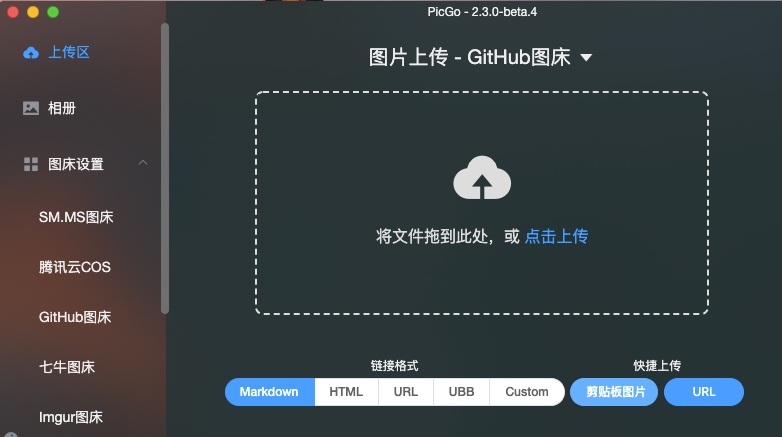 PicGo - 2.3.0-beta.4
上传区
相册
图床设置
SM.MS图床
腾讯云COS
GitHub图床
七牛图床
Imgur图床
图片上传 - GitHub图床
将文件拖到此处，或 点击上传
链接格式
Markdown HTML URL UBB Custom
快捷上传
剪贴板图片 URL